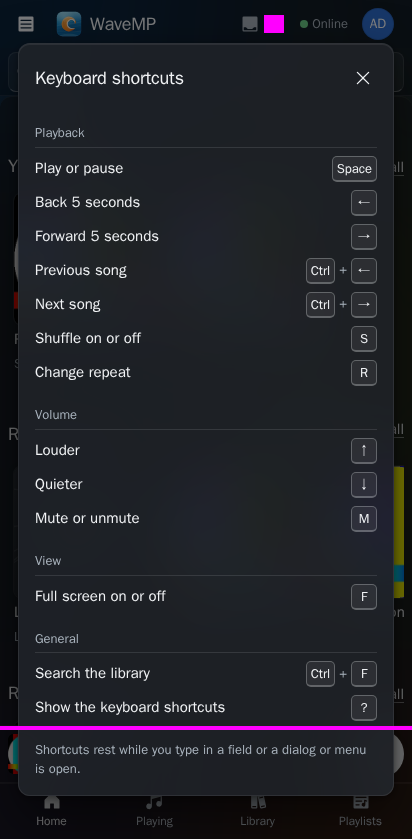 WaveMP
Online
AD
Keyboard shortcuts
Playback
Play or pause Space
Back 5 seconds ←
Forward 5 seconds →
Previous song Ctrl + ←
Next song Ctrl + →
Shuffle on or off S
Change repeat R
Volume
Louder ↑
Quieter ↓
Mute or unmute M
View
Full screen on or off F
General
Search the library Ctrl + F
Show the keyboard shortcuts ?
Shortcuts rest while you type in a field or a dialog or menu
is open.
Home Playing Library Playlists